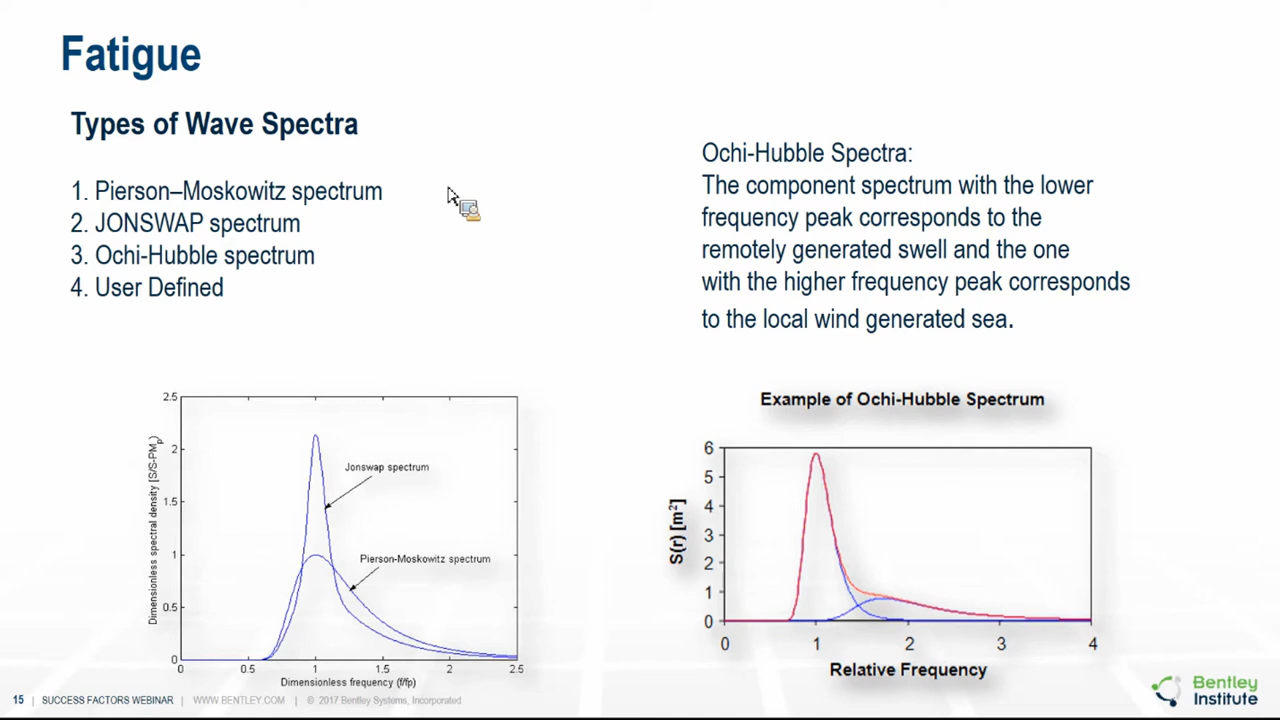 Fatigue
Types of Wave Spectra
1. Pierson–Moskowitz spectrum
2. JONSWAP spectrum
3. Ochi-Hubble spectrum
4. User Defined
Ochi-Hubble Spectra:
The component spectrum with the lower
frequency peak corresponds to the
remotely generated swell and the one
with the higher frequency peak corresponds
to the local wind generated sea.
2.5
2
1.5
1
0.5
0
Dimensionless spectral density [S/S-PMp)
Jonswap spectrum
Pierson-Moskowitz spectrum
0 0.5 1 1.5 2 2.5
Dimensionless frequency (f/fp)
Example of Ochi-Hubble Spectrum
6
5
4
3
2
1
0
S(r) [m²]
0 1 2 3 4
Relative Frequency
15 | SUCCESS FACTORS WEBINAR | WWW.BENTLEY.COM | © 2017 Bentley Systems, Incorporated
Bentley
Institute